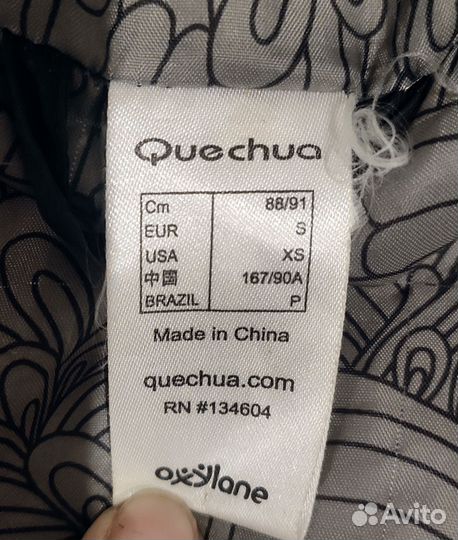 Quechua
Cm 88/91
EUR S
USA XS
中国 167/90A
BRAZIL P
Made in China
quechua.com
RN #134604
oxylane
Avito